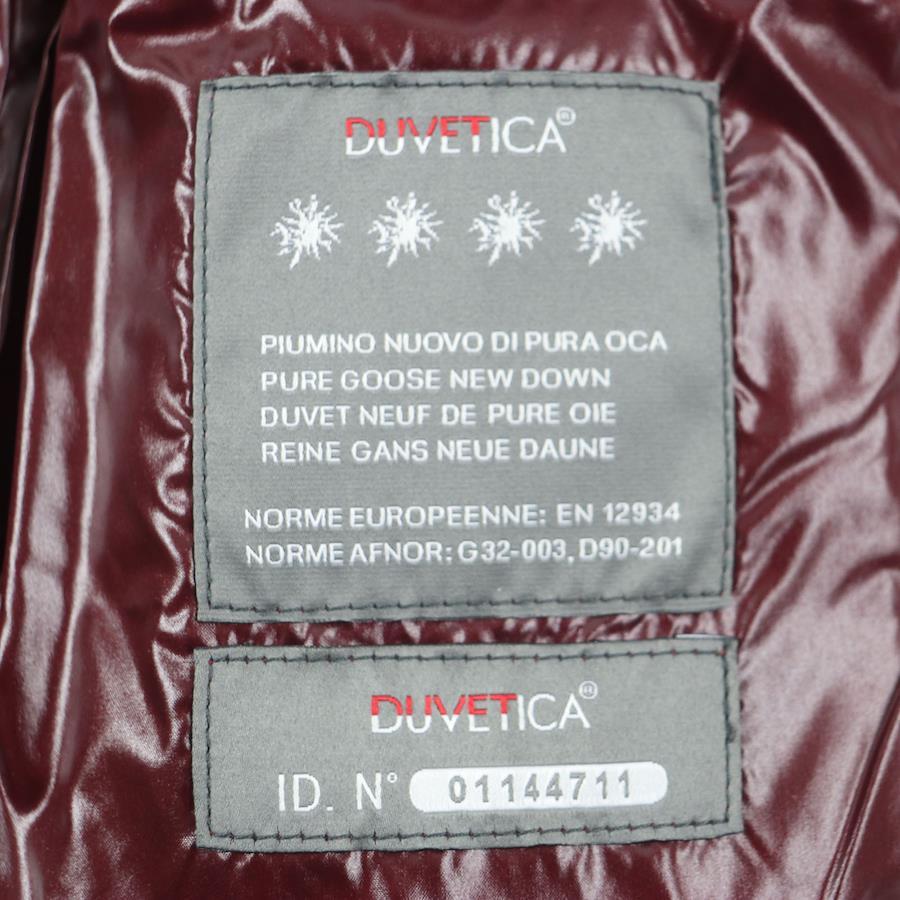 DUVETICA®
PIUMINO NUOVO DI PURA OCA
PURE GOOSE NEW DOWN
DUVET NEUF DE PURE OIE
REINE GANS NEUE DAUNE
NORME EUROPEENNE: EN 12934
NORME AFNOR: G32-003, D90-201
DUVETICA®
ID. N° 01144711